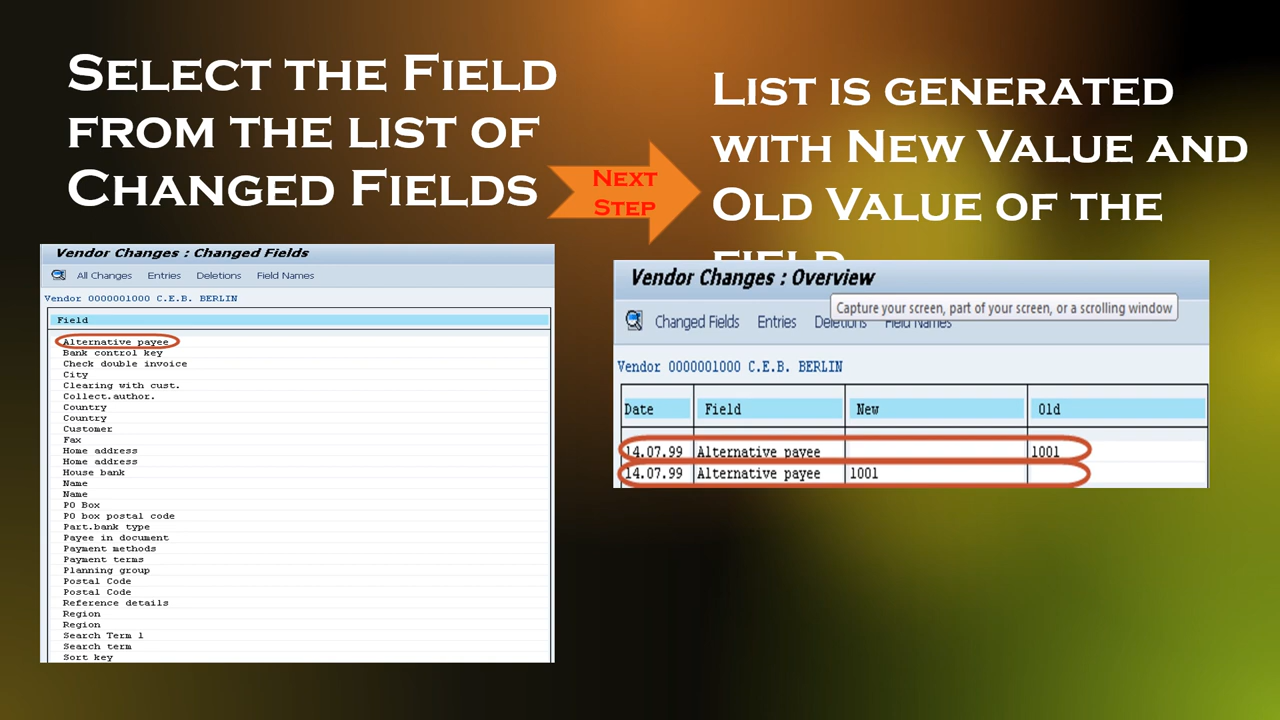 Select the Field
from the list of
Changed Fields
Next
Step
List is generated
with New Value and
Old Value of the
field
Vendor Changes : Changed Fields
All Changes Entries Deletions Field Names
Vendor 0000001000 C.E.B. BERLIN
Field
Alternative payee
Bank control key
Check double invoice
City
Clearing with cust.
Collect.author.
Country
Country
Customer
Fax
Home address
Home address
House bank
Name
Name
PO Box
PO box postal code
Part.bank type
Payee in document
Payment methods
Payment terms
Planning group
Postal Code
Postal Code
Reference details
Region
Region
Search Term 1
Search term
Sort key
Vendor Changes : Overview
Capture your screen, part of your screen, or a scrolling window
Changed Fields Entries Deletions Field Names
Vendor 0000001000 C.E.B. BERLIN
Date Field New Old
14.07.99 Alternative payee 1001
14.07.99 Alternative payee 1001